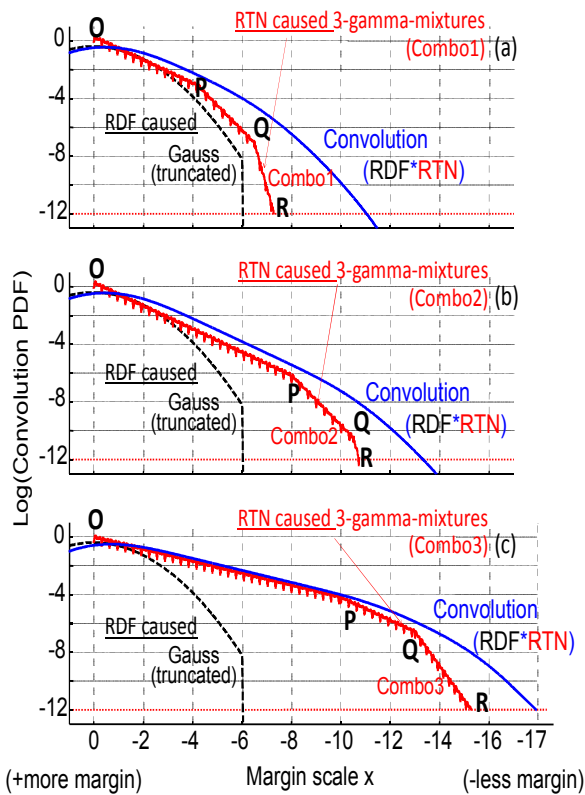 O
RTN caused 3-gamma-mixtures
(Combo1) (a)
0
-4
-8
-12
P
Q
R
RDF caused
Gauss
(truncated)
Combo1
Convolution
(RDF*RTN)
O
RTN caused 3-gamma-mixtures
(Combo2) (b)
0
-4
-8
-12
P
Q
R
RDF caused
Gauss
(truncated)
Combo2
Convolution
(RDF*RTN)
O
RTN caused 3-gamma-mixtures
(Combo3) (c)
0
-4
-8
-12
P
Q
R
RDF caused
Gauss
(truncated)
Combo3
Convolution
(RDF*RTN)
Log(Convolution PDF)
0 -2 -4 -6 -8 -10 -12 -14 -16 -17
(+more margin) Margin scale x (-less margin)